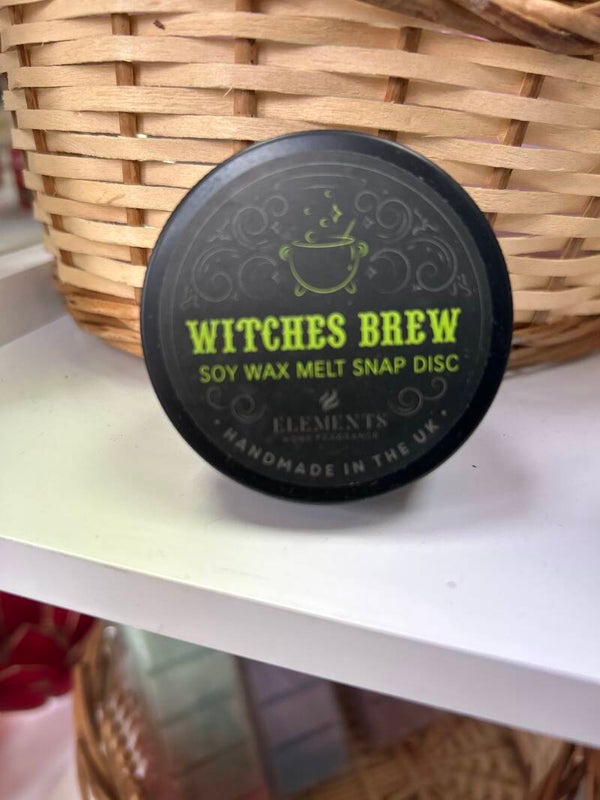 WITCHES BREW
SOY WAX MELT SNAP DISC
ELEMENTS
HOME FRAGRANCE
• HANDMADE IN THE UK •